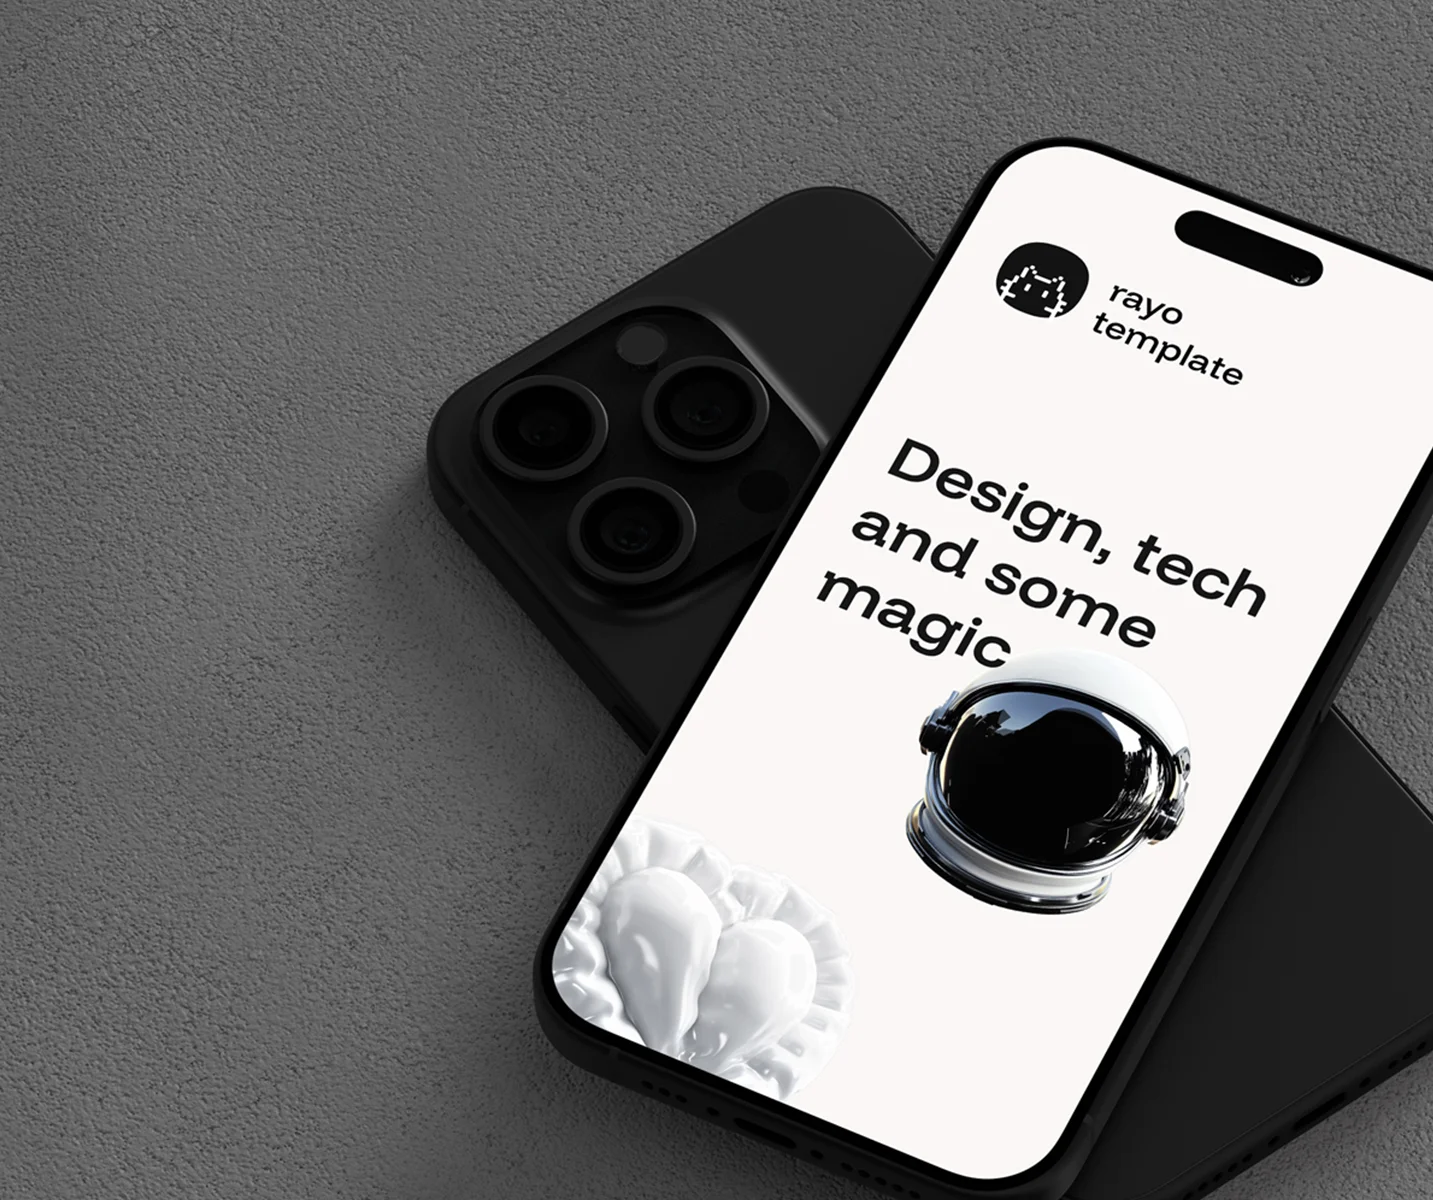 rayo
template
Design, tech
and some
magic